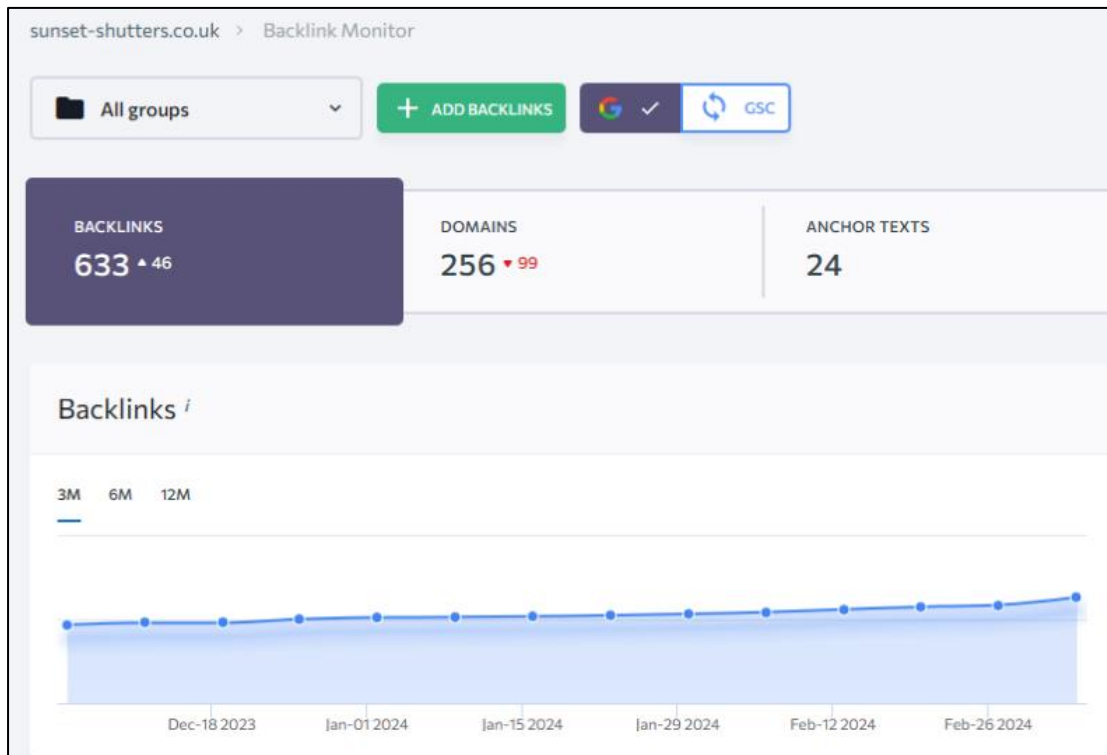 sunset-shutters.co.uk > Backlink Monitor
All groups
+ ADD BACKLINKS
G
GSC
BACKLINKS
633 ▲ 46
DOMAINS
256 ▼ 99
ANCHOR TEXTS
24
Backlinks i
3M 6M 12M
Dec-18 2023 Jan-01 2024 Jan-15 2024 Jan-29 2024 Feb-12 2024 Feb-26 2024